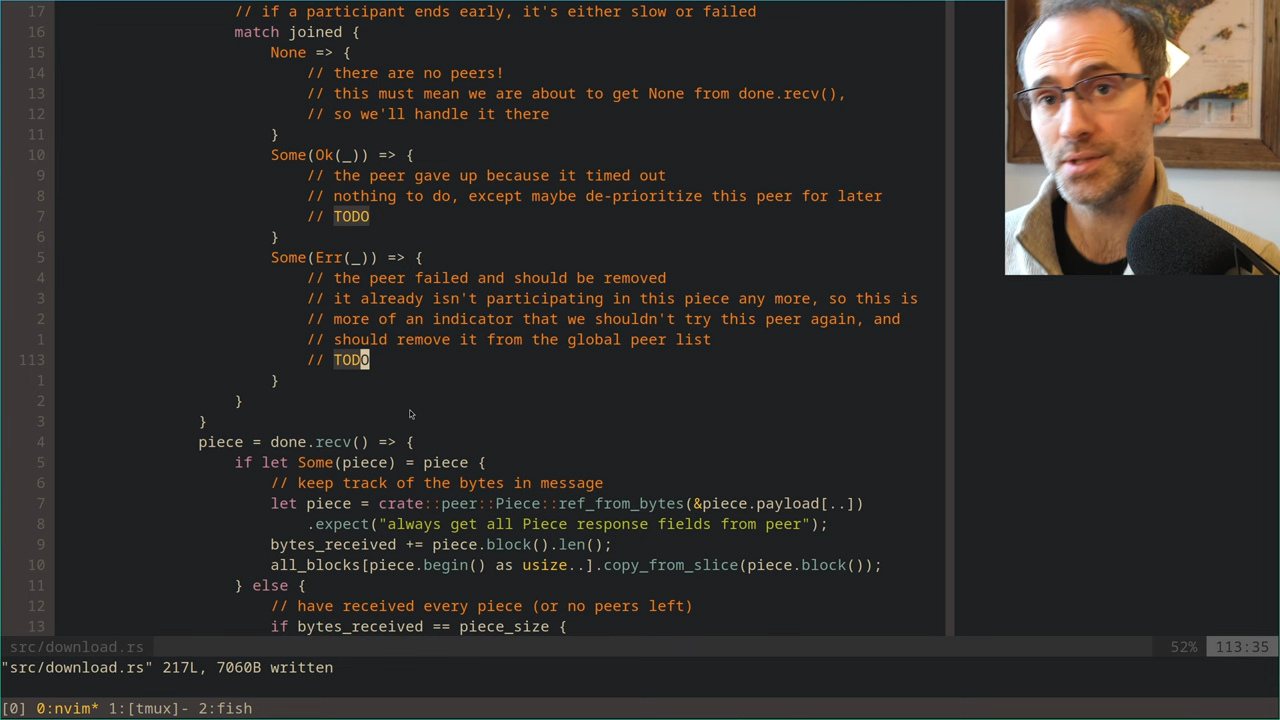 17 // if a participant ends early, it's either slow or failed
16 match joined {
15 None => {
14 // there are no peers!
13 // this must mean we are about to get None from done.recv(),
12 // so we'll handle it there
11 }
10 Some(Ok(_)) => {
9 // the peer gave up because it timed out
8 // nothing to do, except maybe de-prioritize this peer for later
7 // TODO
6 }
5 Some(Err(_)) => {
4 // the peer failed and should be removed
3 // it already isn't participating in this piece any more, so this is
2 // more of an indicator that we shouldn't try this peer again, and
1 // should remove it from the global peer list
113 // TODO
1 }
2 }
3 }
4 piece = done.recv() => {
5 if let Some(piece) = piece {
6 // keep track of the bytes in message
7 let piece = crate::peer::Piece::ref_from_bytes(&piece.payload[..])
8 .expect("always get all Piece response fields from peer");
9 bytes_received += piece.block().len();
10 all_blocks[piece.begin() as usize..].copy_from_slice(piece.block());
11 } else {
12 // have received every piece (or no peers left)
13 if bytes_received == piece_size {
src/download.rs 52% 113:35
"src/download.rs" 217L, 7060B written
[0] 0:nvim* 1:[tmux]- 2:fish